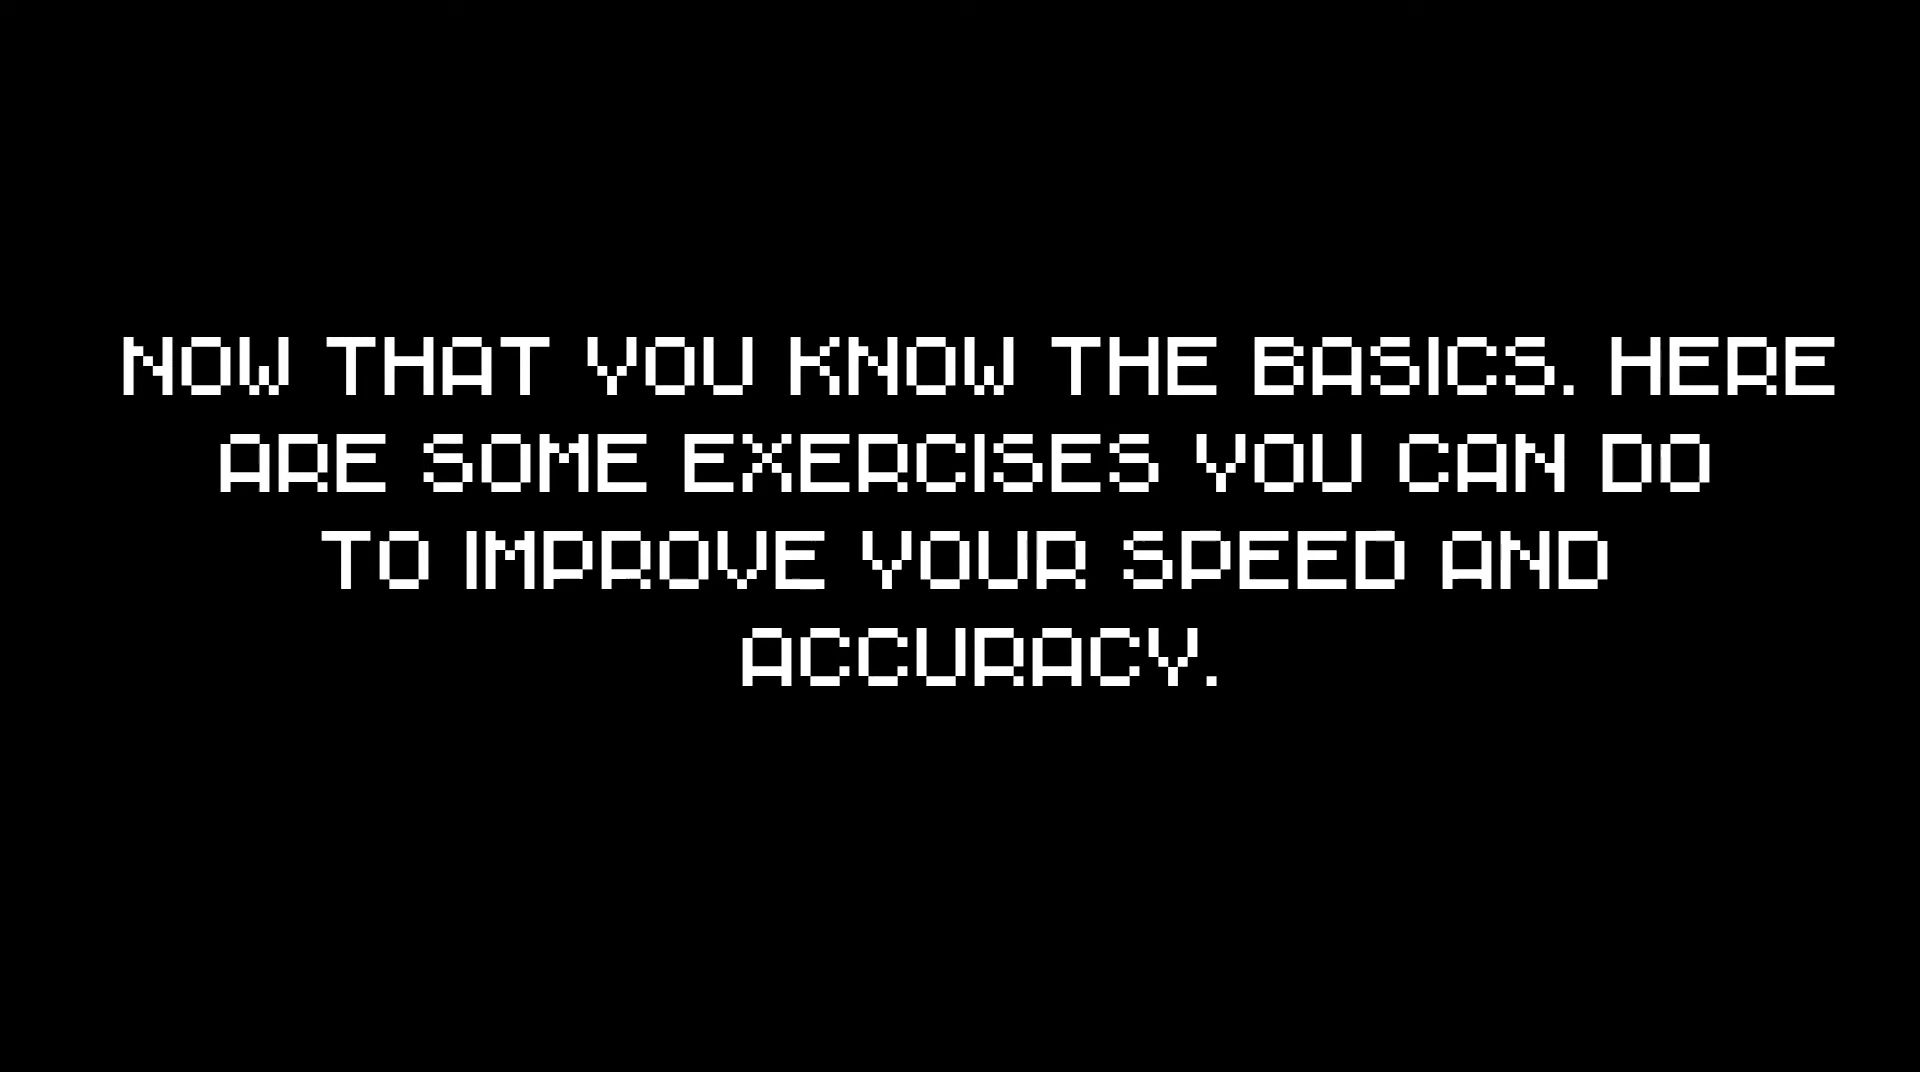 NOW THAT YOU KNOW THE BASICS. HERE
ARE SOME EXERCISES YOU CAN DO
TO IMPROVE YOUR SPEED AND
ACCURACY.